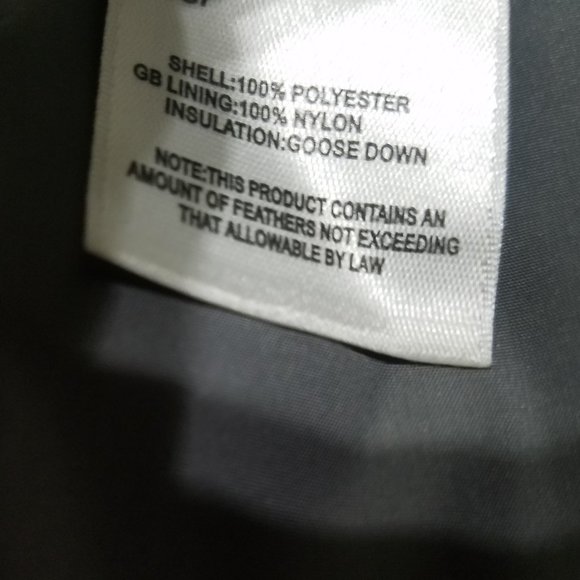 SHELL:100% POLYESTER
GB LINING:100% NYLON
INSULATION:GOOSE DOWN
NOTE:THIS PRODUCT CONTAINS AN
AMOUNT OF FEATHERS NOT EXCEEDING
THAT ALLOWABLE BY LAW